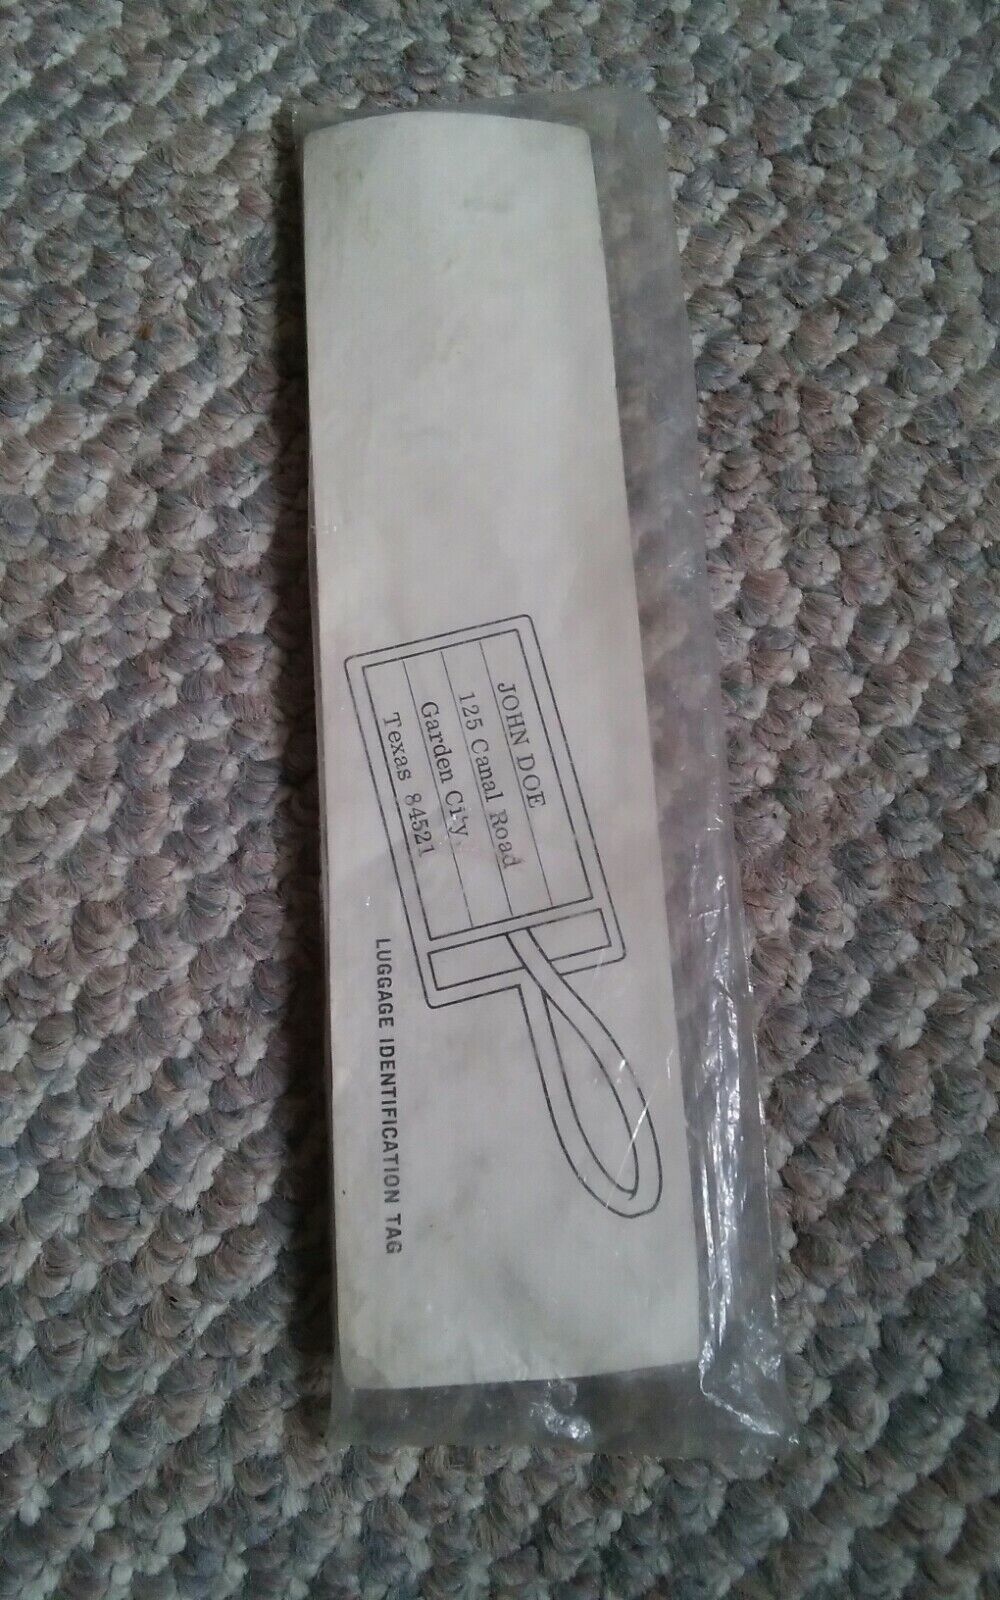 JOHN DOE
125 Canal Road
Garden City
Texas 84521
LUGGAGE IDENTIFICATION TAG